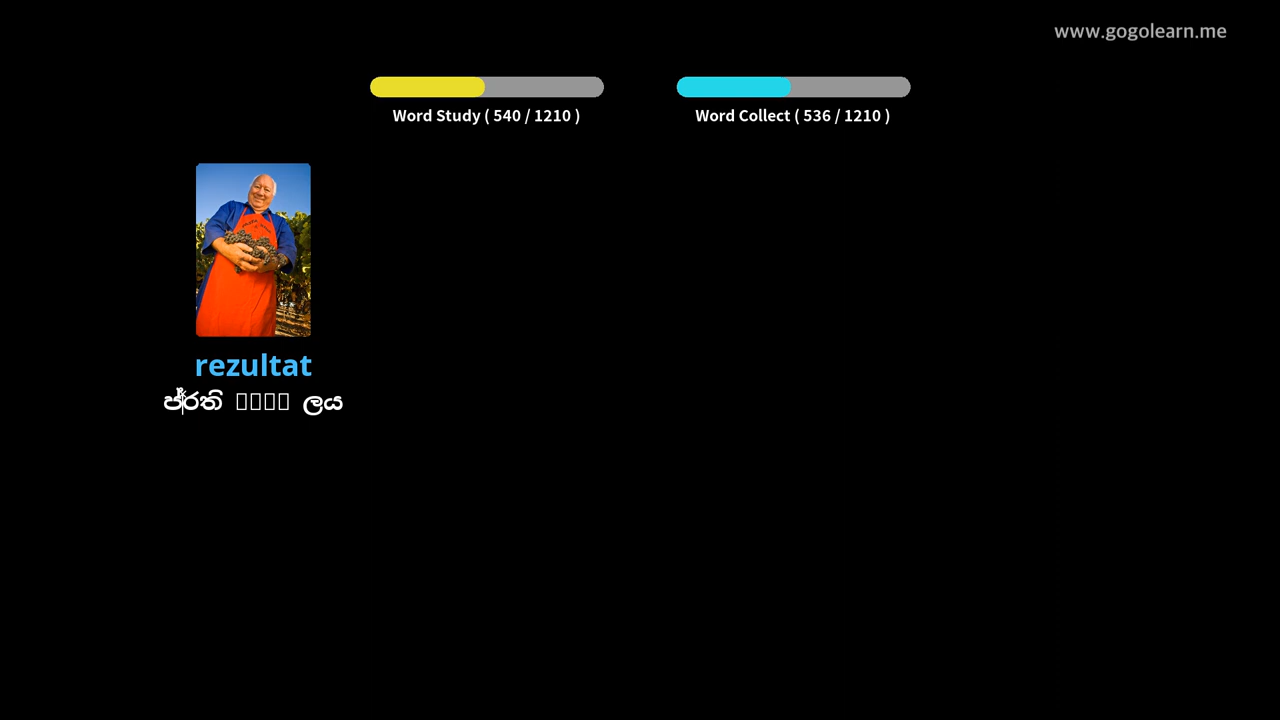 www.gogolearn.me
Word Study ( 540 / 1210 )
Word Collect ( 536 / 1210 )
rezultat
ප්‍රති ලය